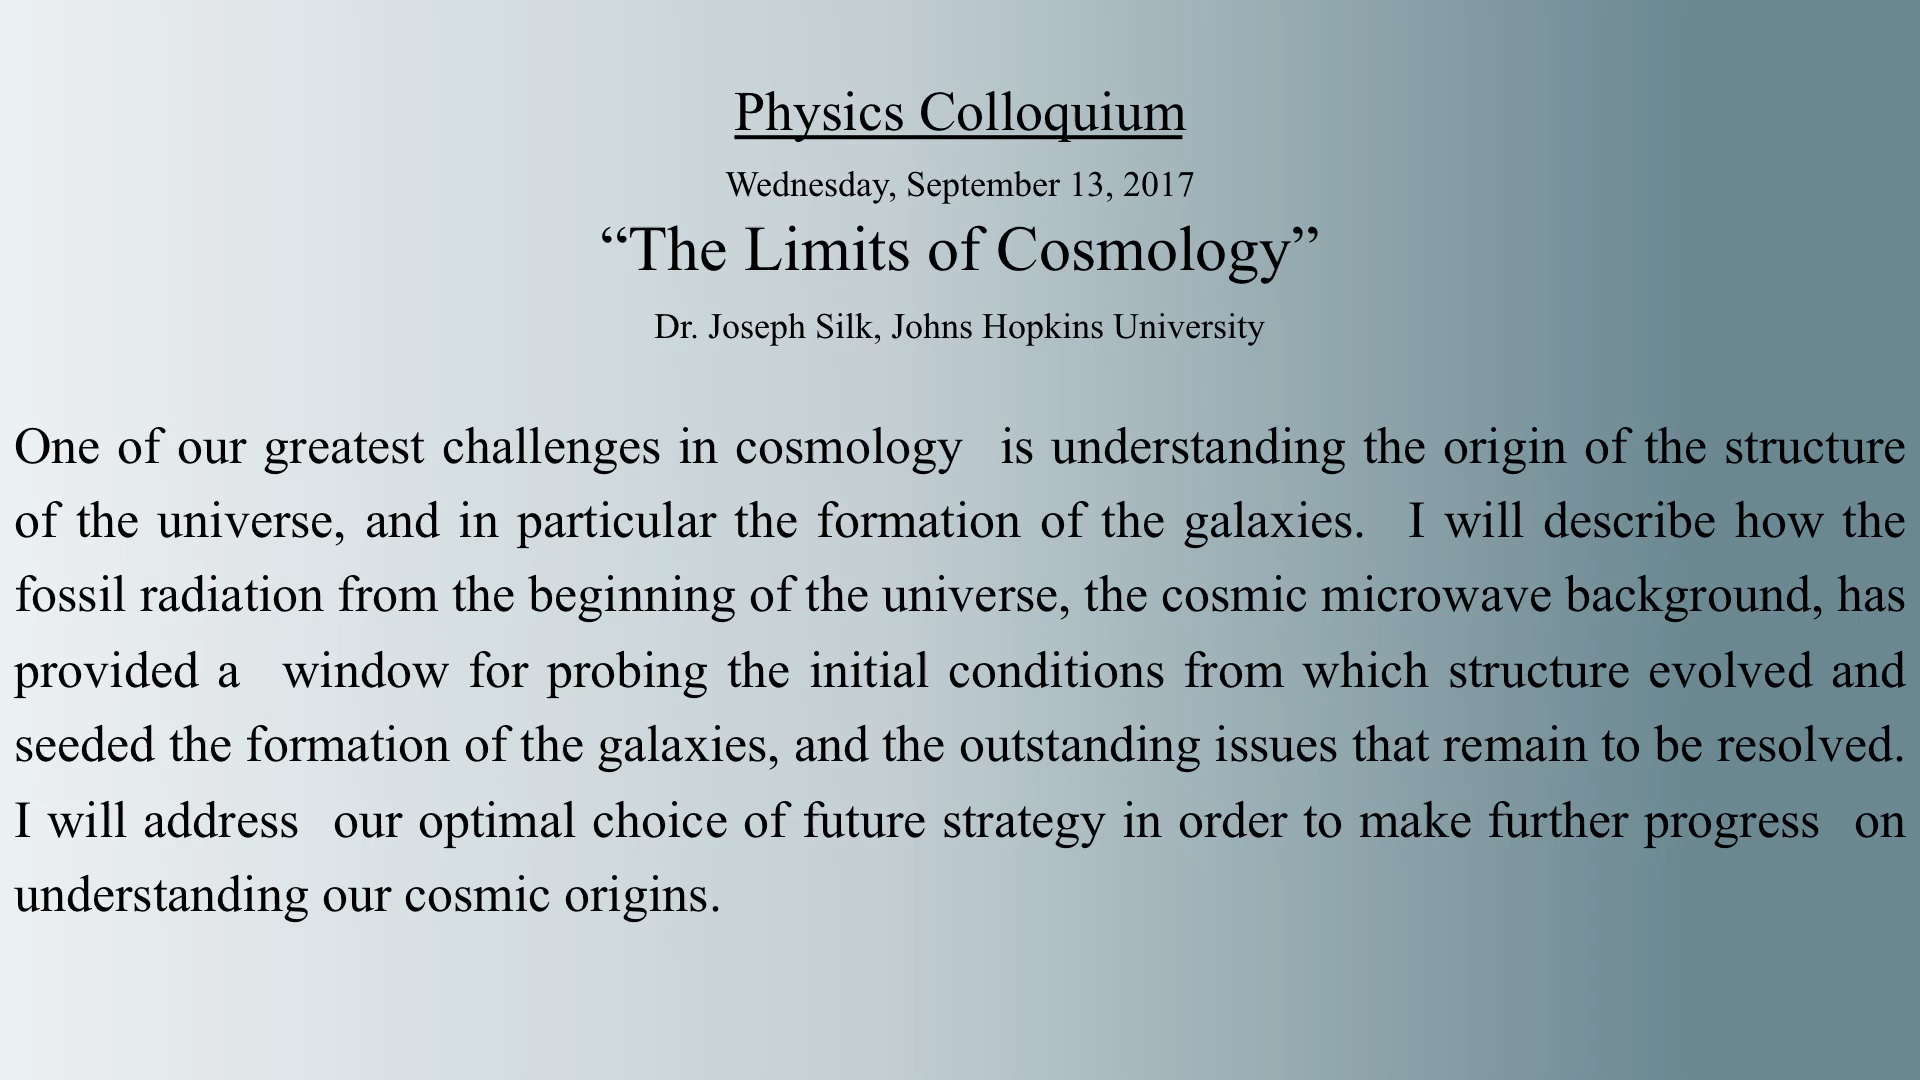 Physics Colloquium
Wednesday, September 13, 2017
“The Limits of Cosmology”
Dr. Joseph Silk, Johns Hopkins University
One of our greatest challenges in cosmology  is understanding the origin of the structure
of the universe, and in particular the formation of the galaxies.  I will describe how the
fossil radiation from the beginning of the universe, the cosmic microwave background, has
provided a  window for probing the initial conditions from which structure evolved and
seeded the formation of the galaxies, and the outstanding issues that remain to be resolved.
I will address  our optimal choice of future strategy in order to make further progress  on
understanding our cosmic origins.